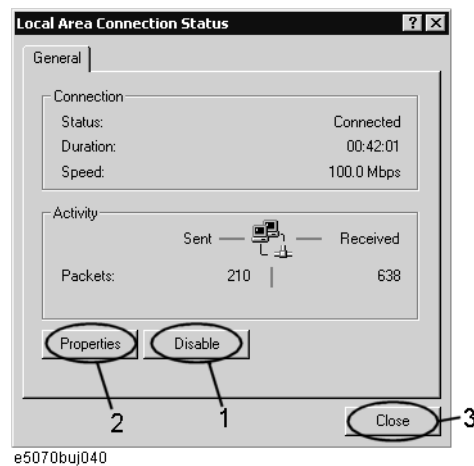 Local Area Connection Status ? X
General
Connection
Status: Connected
Duration: 00:42:01
Speed: 100.0 Mbps
Activity
Sent Received
Packets: 210 638
Properties Disable
2 1 Close 3
e5070buj040